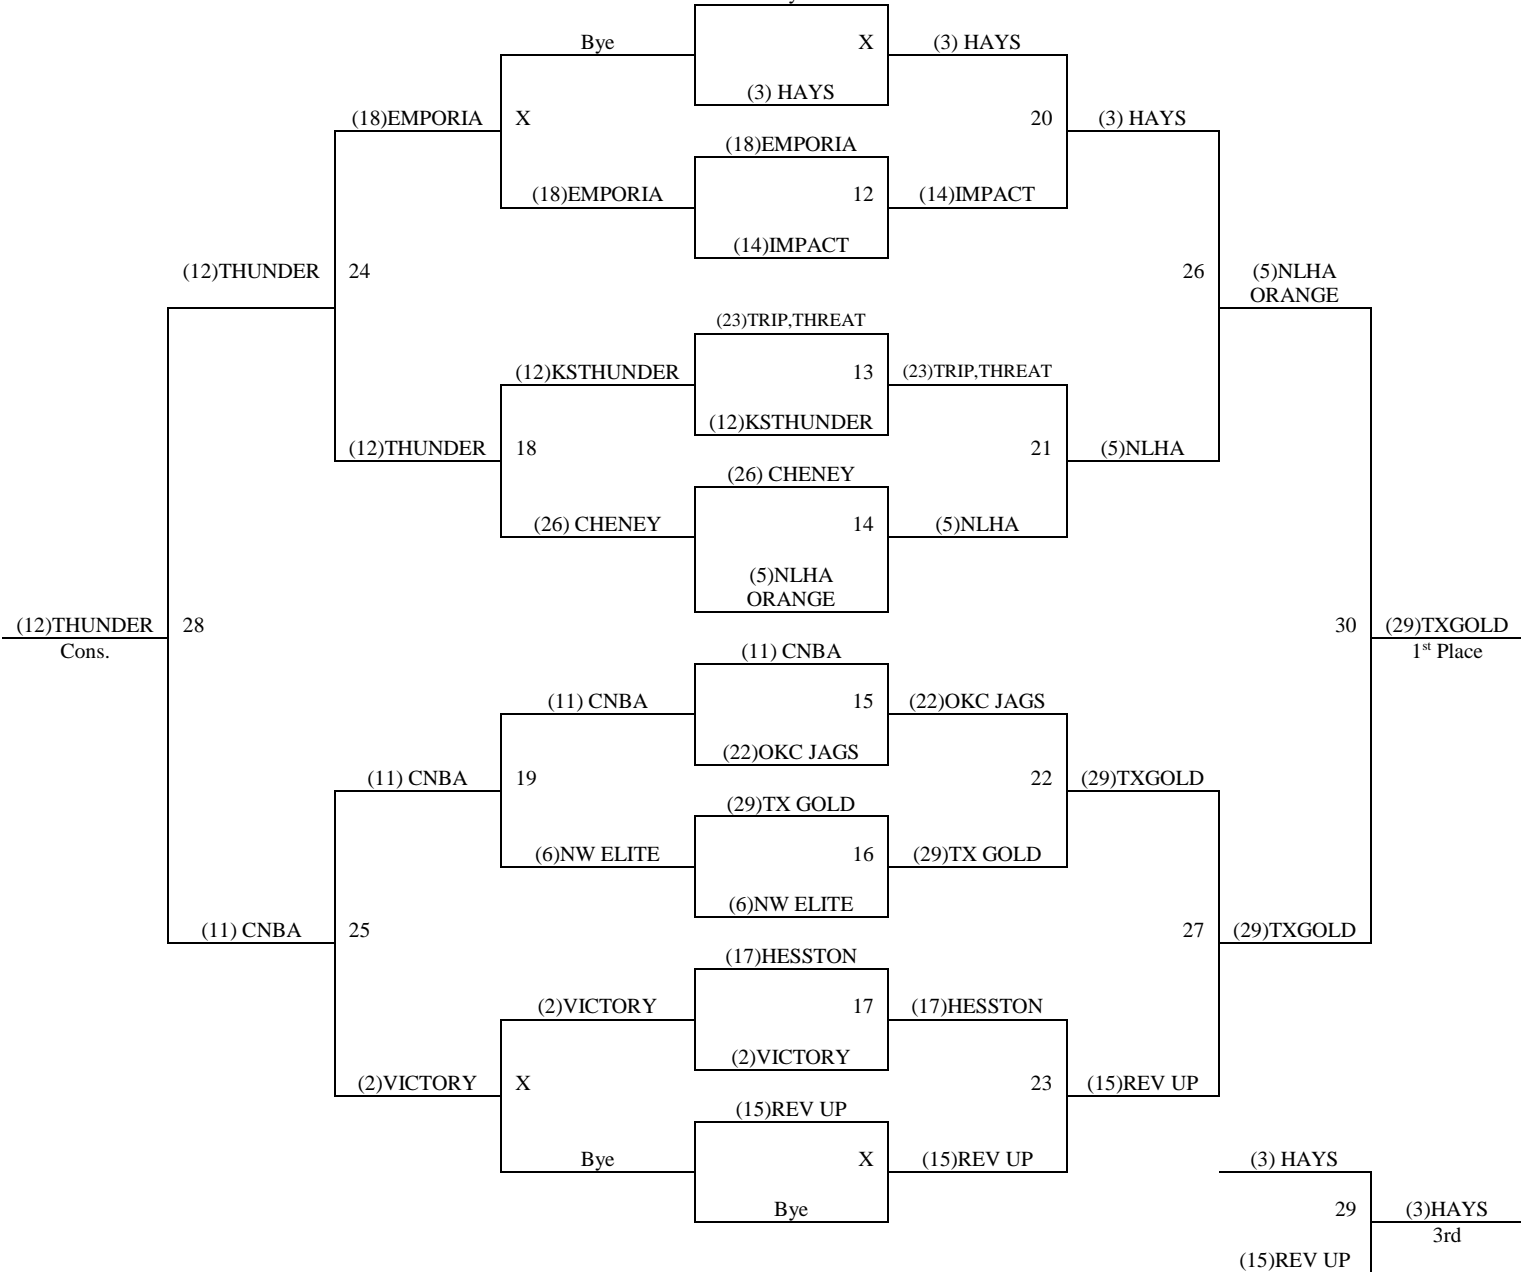 Bye
X
(3) HAYS
(3) HAYS
(18)EMPORIA
X
20
(3) HAYS
(18)EMPORIA
(18)EMPORIA
12
(14)IMPACT
(14)IMPACT
(12)THUNDER
24
26
(5)NLHA
ORANGE
(23)TRIP,THREAT
(12)KSTHUNDER
13
(23)TRIP,THREAT
(12)KSTHUNDER
(12)THUNDER
18
21
(5)NLHA
(26) CHENEY
(26) CHENEY
14
(5)NLHA
(5)NLHA
ORANGE
(12)THUNDER
28
30
(29)TXGOLD
Cons.
1st Place
(11) CNBA
(11) CNBA
15
(22)OKC JAGS
(22)OKC JAGS
(11) CNBA
19
22
(29)TXGOLD
(29)TX GOLD
(6)NW ELITE
16
(29)TX GOLD
(6)NW ELITE
(11) CNBA
25
27
(29)TXGOLD
(17)HESSTON
(2)VICTORY
17
(17)HESSTON
(2)VICTORY
(2)VICTORY
X
23
(15)REV UP
(15)REV UP
Bye
X
(15)REV UP
(3) HAYS
Bye
29
(3)HAYS
3rd
(15)REV UP